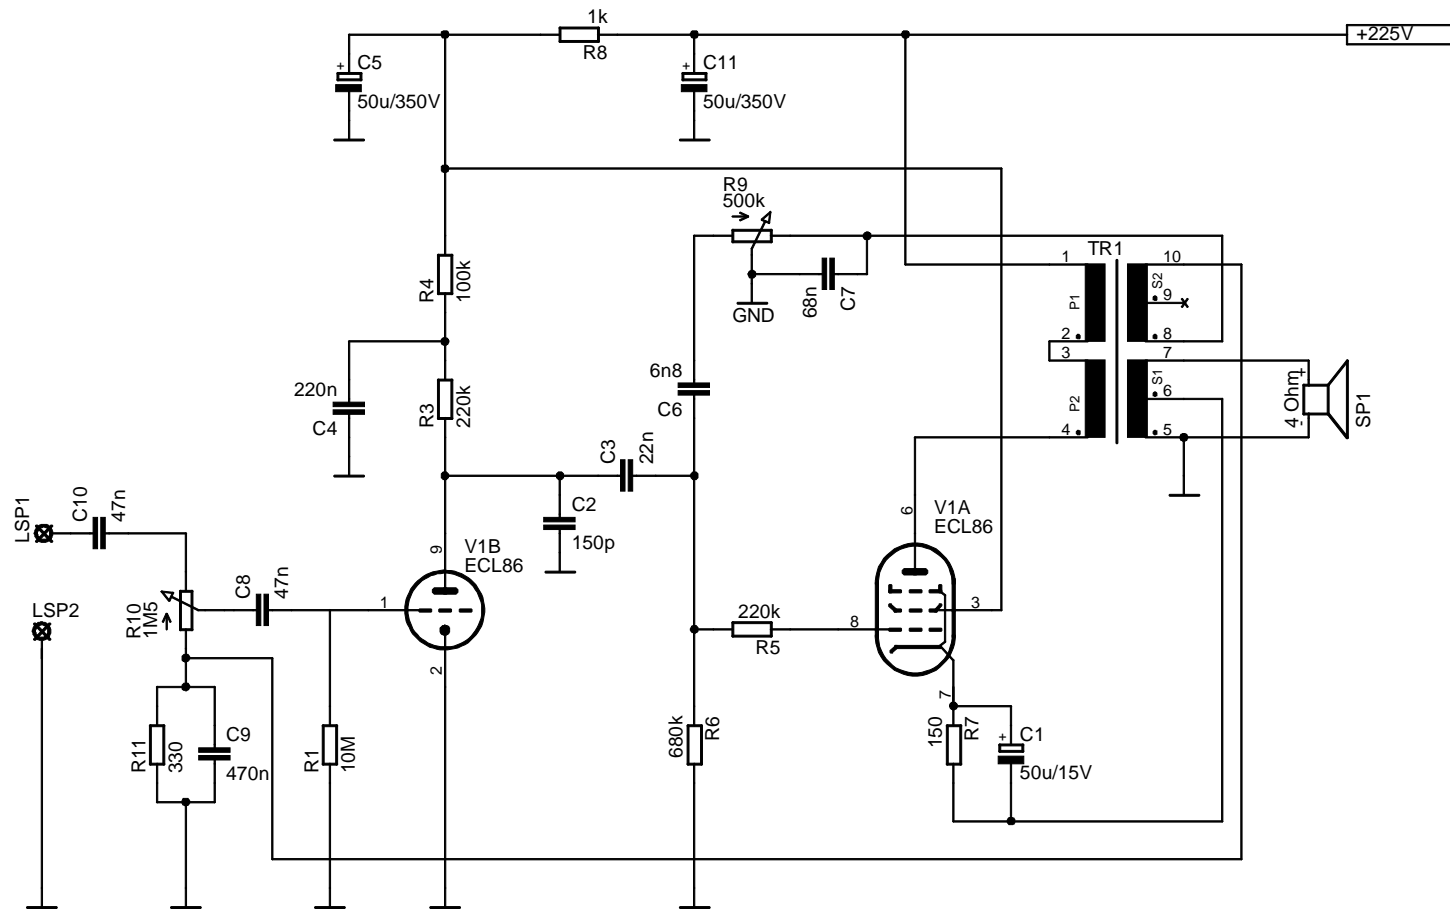 1k
R8
+225V
+
C5
50u/350V
+
C11
50u/350V
R9
500k
TR1
1
10
R4
100k
P1
S2
9
GND
68n
C7
2
8
3
7
220n
C4
R3
220k
6n8
C6
P2
S1
6
4
5
4 Ohm
+
-
SP1
C3
22n
LSP1
C10
47n
C2
150p
6
V1A
ECL86
9
V1B
ECL86
C8
47n
LSP2
R10
1M5
1
3
220k
R5
8
2
7
R11
330
C9
470n
R1
10M
680k
R6
150
R7
+
C1
50u/15V